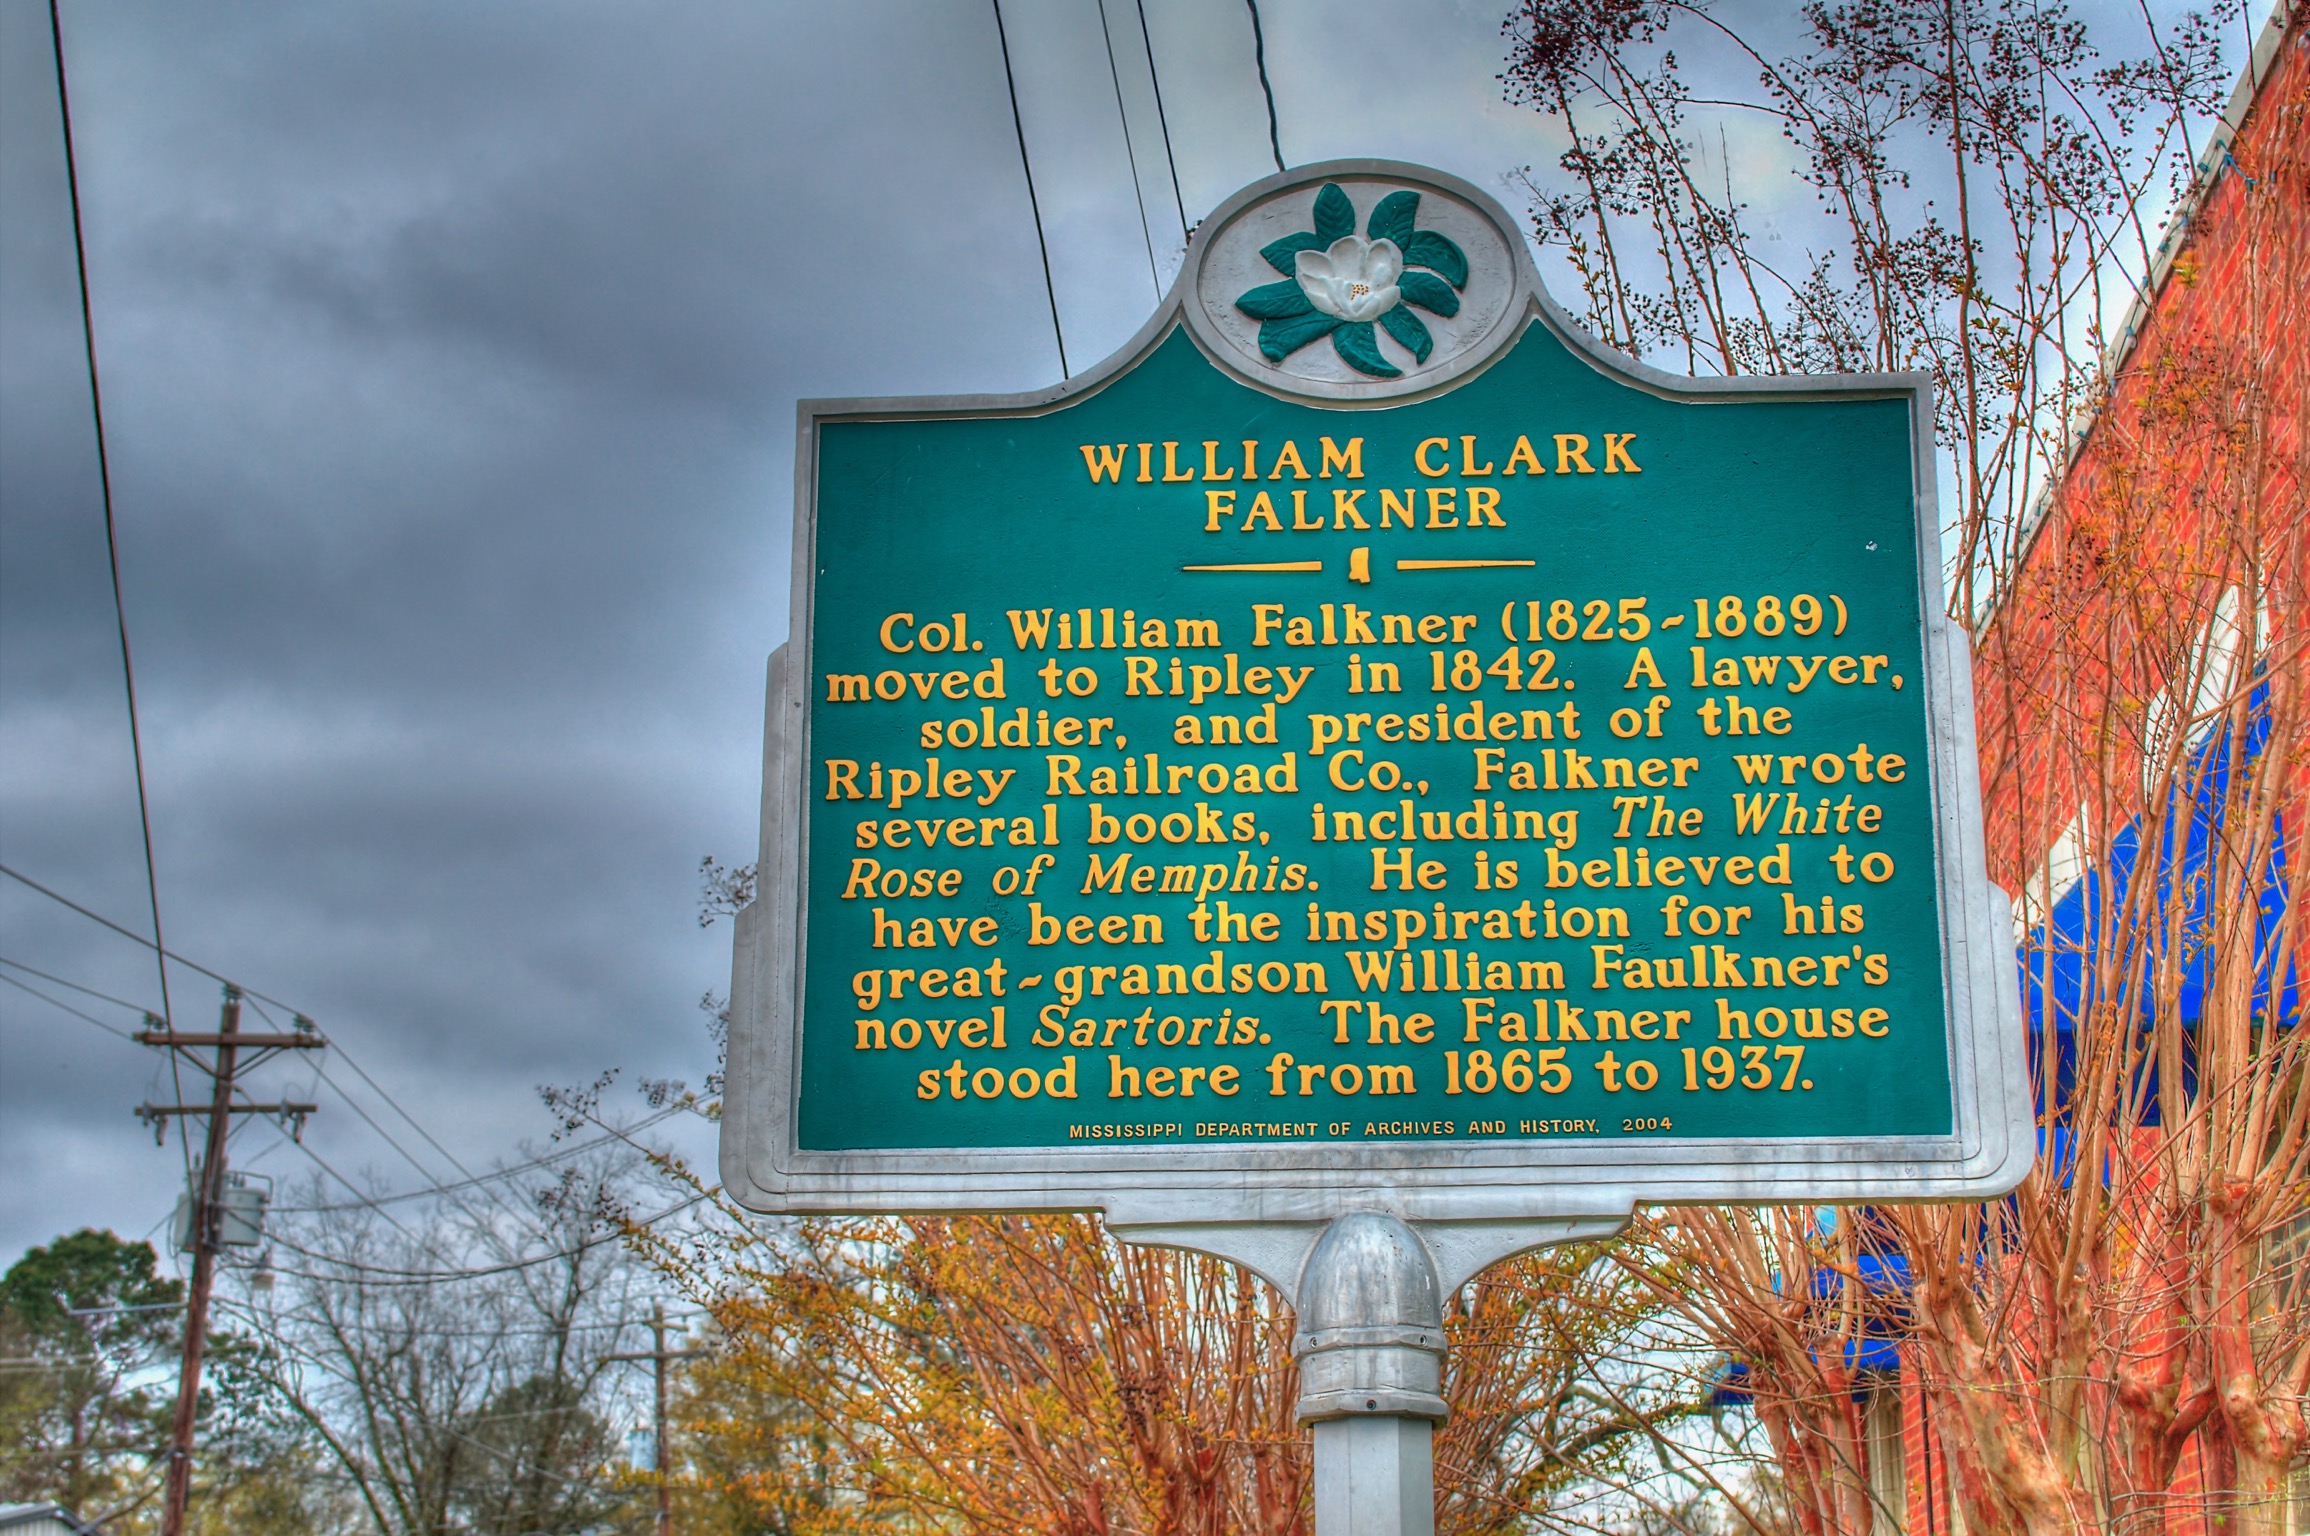 WILLIAM CLARK
FALKNER
Col. William Falkner (1825~1889)
moved to Ripley in 1842. A lawyer,
soldier, and president of the
Ripley Railroad Co., Falkner wrote
several books, including The White
Rose of Memphis. He is believed to
have been the inspiration for his
great~grandson William Faulkner's
novel Sartoris. The Falkner house
stood here from 1865 to 1937.
MISSISSIPPI DEPARTMENT OF ARCHIVES AND HISTORY, 2004